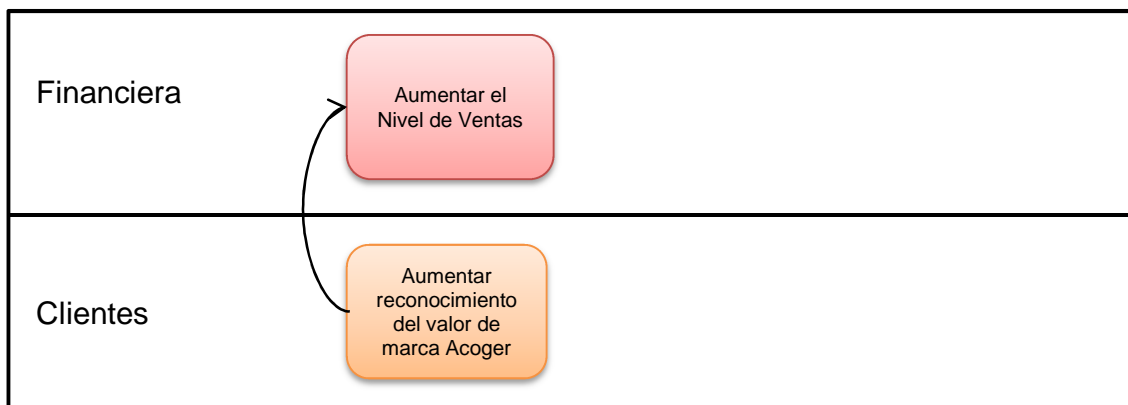 Financiera
Aumentar el
Nivel de Ventas
Clientes
Aumentar
reconocimiento
del valor de
marca Acoger